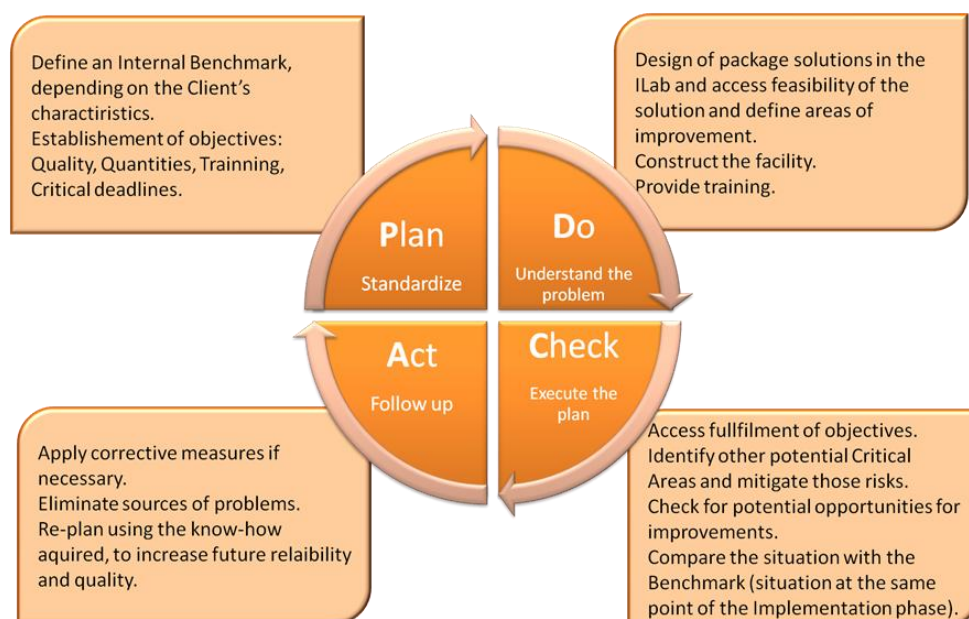 Define an Internal Benchmark,
depending on the Client's
charactiristics.
Establishement of objectives:
Quality, Quantities, Trainning,
Critical deadlines.
Design of package solutions in the
ILab and access feasibility of the
solution and define areas of
improvement.
Construct the facility.
Provide training.
Plan
Standardize
Do
Understand the
problem
Act
Follow up
Check
Execute the
plan
Apply corrective measures if
necessary.
Eliminate sources of problems.
Re-plan using the know-how
aquired, to increase future relaibility
and quality.
Access fullfilment of objectives.
Identify other potential Critical
Areas and mitigate those risks.
Check for potential opportunities for
improvements.
Compare the situation with the
Benchmark (situation at the same
point of the Implementation phase).